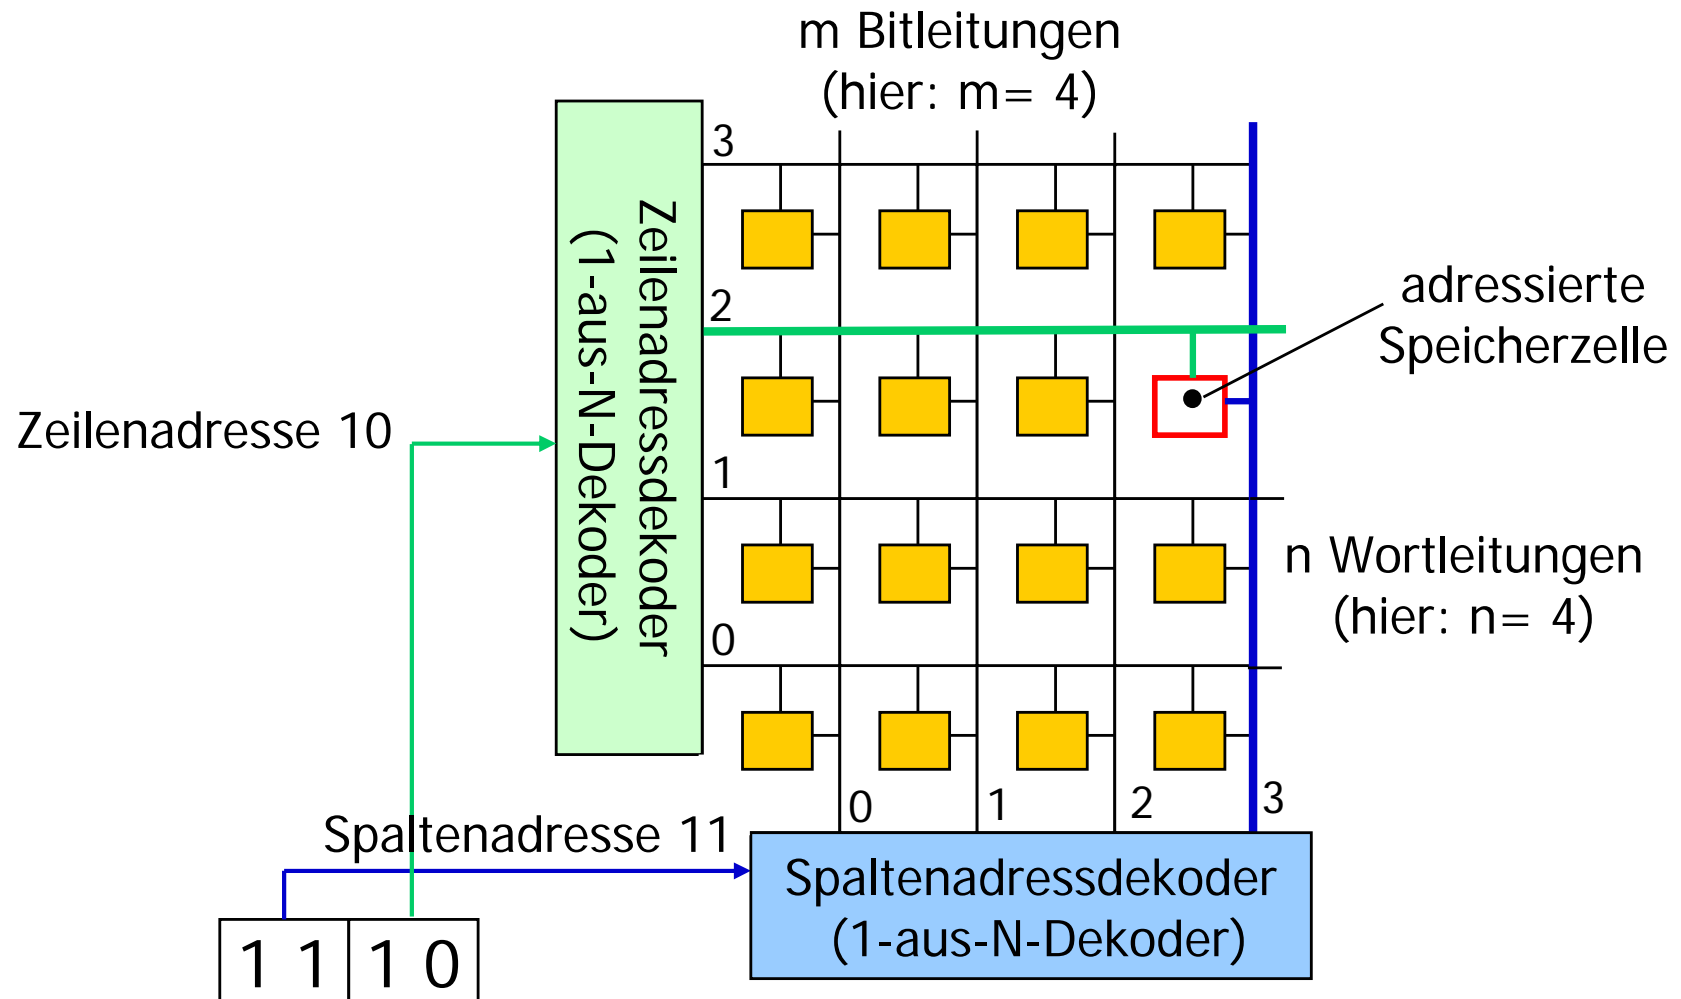 m Bitleitungen
(hier: m= 4)
3
Zeilenadressdekoder
(1-aus-N-Dekoder)
2
adressierte
Speicherzelle
Zeilenadresse 10
1
n Wortleitungen
(hier: n= 4)
0
0
1
2
3
Spaltenadresse 11
Spaltenadressdekoder
(1-aus-N-Dekoder)
1 1 1 0